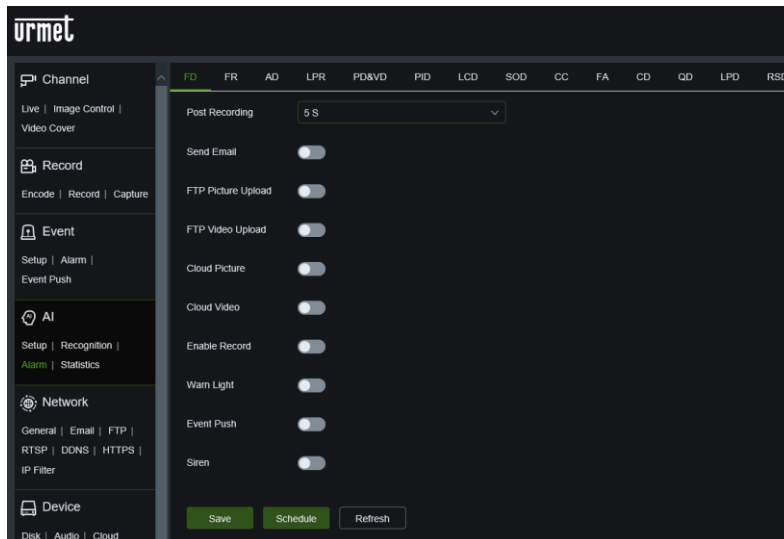 urmet
Channel
Live | Image Control |
Video Cover
Record
Encode | Record | Capture
Event
Setup | Alarm |
Event Push
AI
Setup | Recognition |
Alarm | Statistics
Network
General | Email | FTP |
RTSP | DDNS | HTTPS |
IP Filter
Device
Disk | Audio | Cloud
FD FR AD LPR PD&VD PID LCD SOD CC FA CD QD LPD RSD
Post Recording 5 S
Send Email
FTP Picture Upload
FTP Video Upload
Cloud Picture
Cloud Video
Enable Record
Warn Light
Event Push
Siren
Save Schedule Refresh